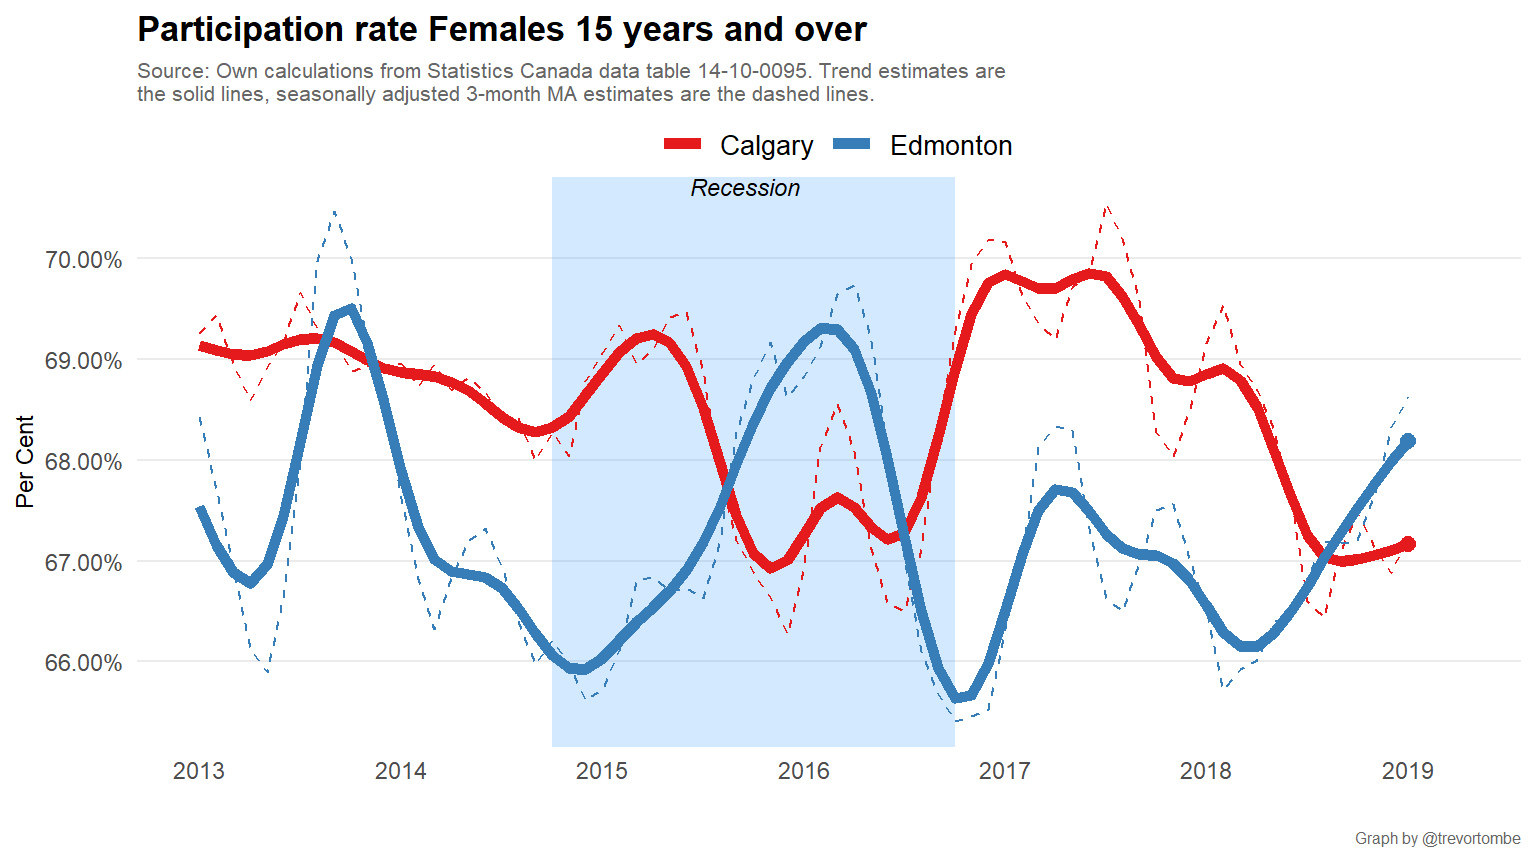 Participation rate Females 15 years and over
Source: Own calculations from Statistics Canada data table 14-10-0095. Trend estimates are
the solid lines, seasonally adjusted 3-month MA estimates are the dashed lines.
Calgary Edmonton
Recession
70.00%
69.00%
68.00%
67.00%
66.00%
Per Cent
2013 2014 2015 2016 2017 2018 2019
Graph by @trevortombe